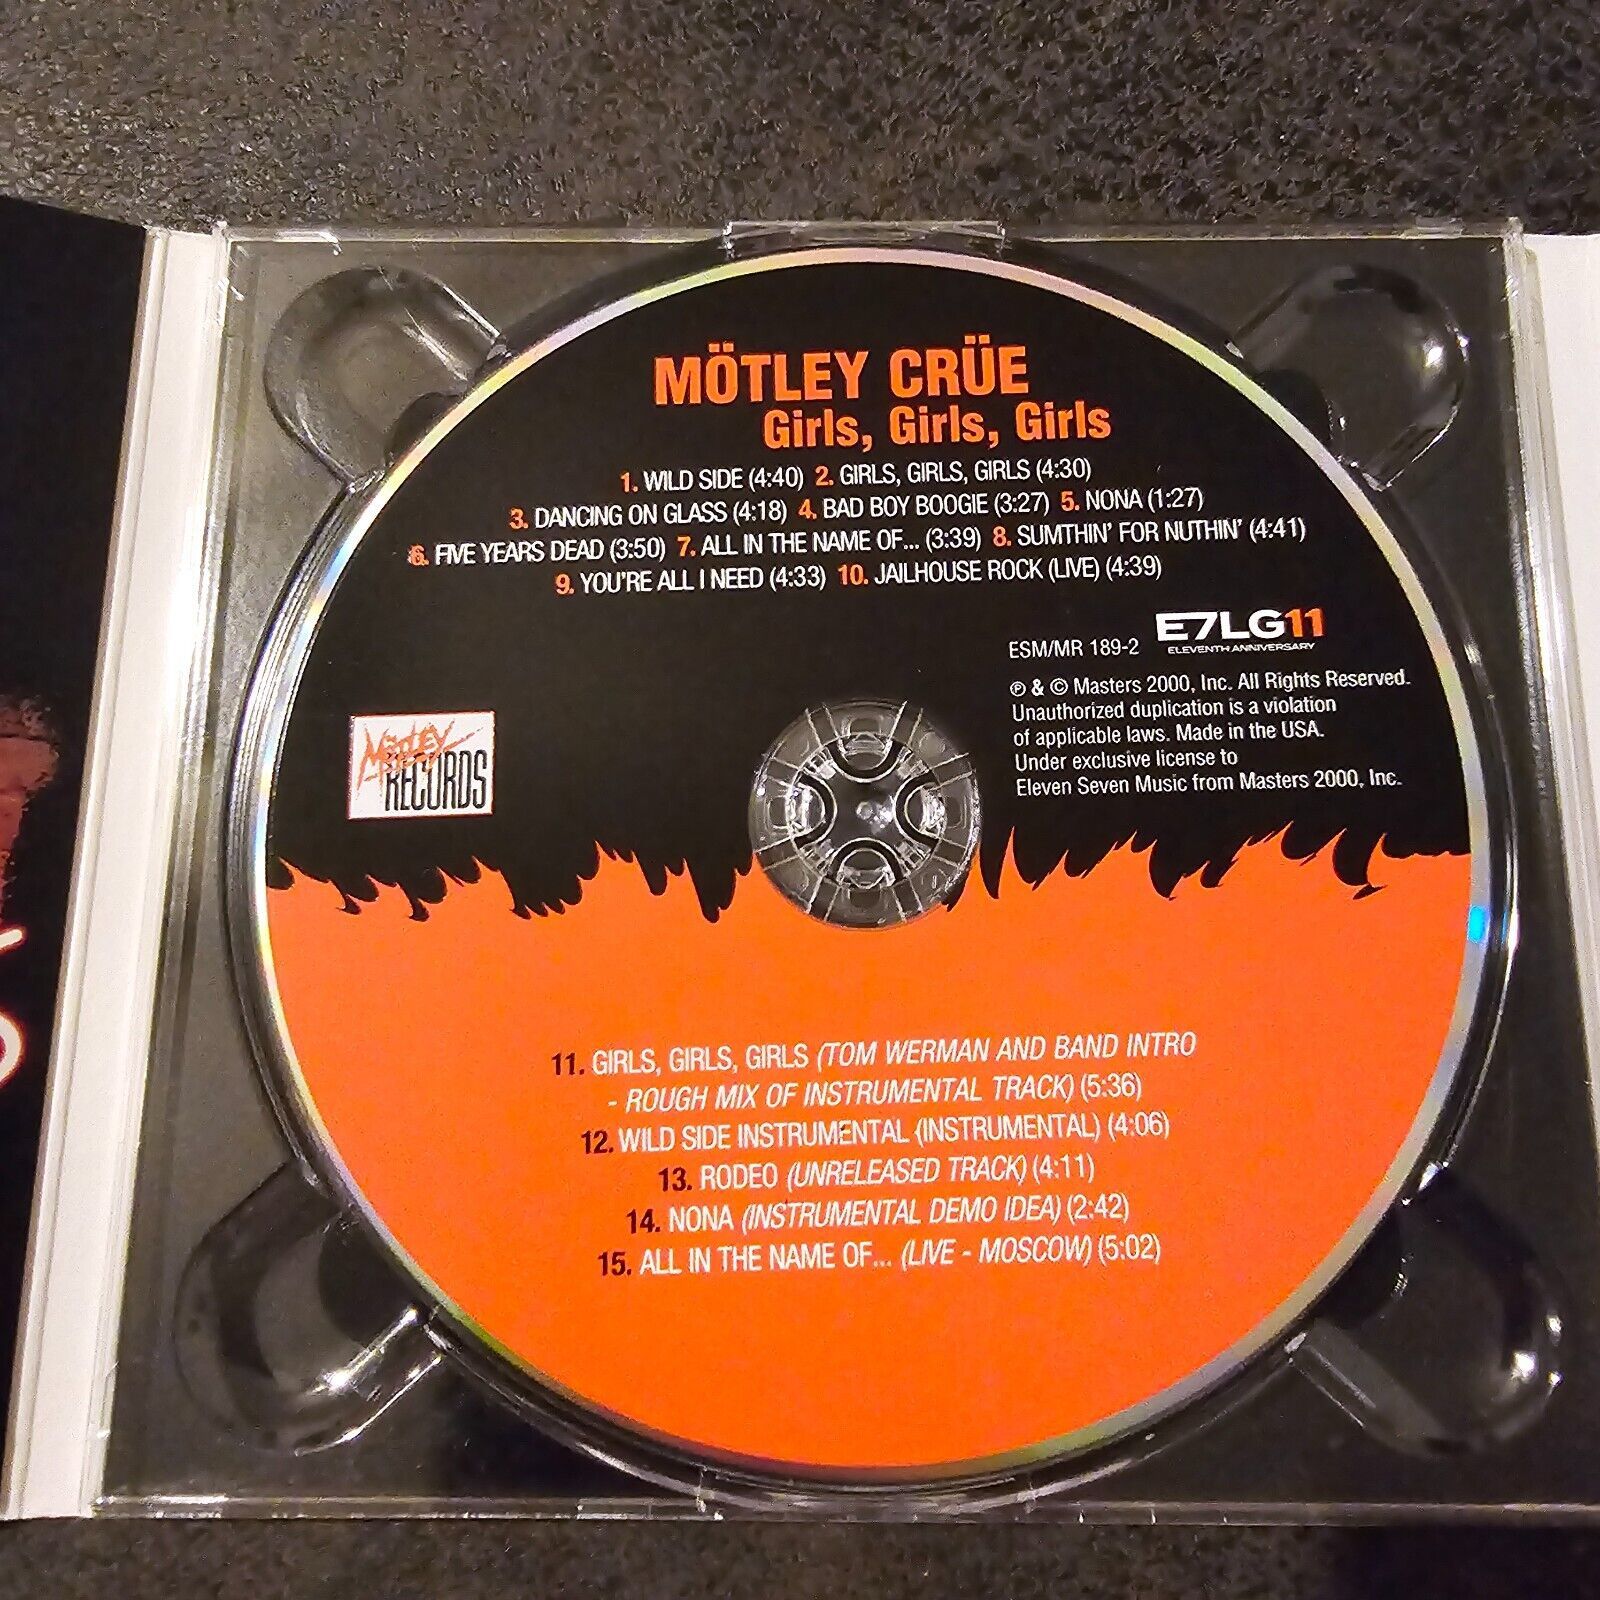 MÖTLEY CRÜE
Girls, Girls, Girls
1. WILD SIDE (4:40) 2. GIRLS, GIRLS, GIRLS (4:30)
3. DANCING ON GLASS (4:18) 4. BAD BOY BOOGIE (3:27) 5. NONA (1:27)
6. FIVE YEARS DEAD (3:50) 7. ALL IN THE NAME OF... (3:39) 8. SUMTHIN' FOR NUTHIN' (4:41)
9. YOU'RE ALL I NEED (4:33) 10. JAILHOUSE ROCK (LIVE) (4:39)
ESM/MR 189-2
E7LG11
ELEVENTH ANNIVERSARY
℗ & © Masters 2000, Inc. All Rights Reserved.
Unauthorized duplication is a violation
of applicable laws. Made in the USA.
Under exclusive license to
Eleven Seven Music from Masters 2000, Inc.
MÖTLEY
RECORDS
11. GIRLS, GIRLS, GIRLS (TOM WERMAN AND BAND INTRO
- ROUGH MIX OF INSTRUMENTAL TRACK) (5:36)
12. WILD SIDE INSTRUMENTAL (INSTRUMENTAL) (4:06)
13. RODEO (UNRELEASED TRACK) (4:11)
14. NONA (INSTRUMENTAL DEMO IDEA) (2:42)
15. ALL IN THE NAME OF... (LIVE - MOSCOW) (5:02)